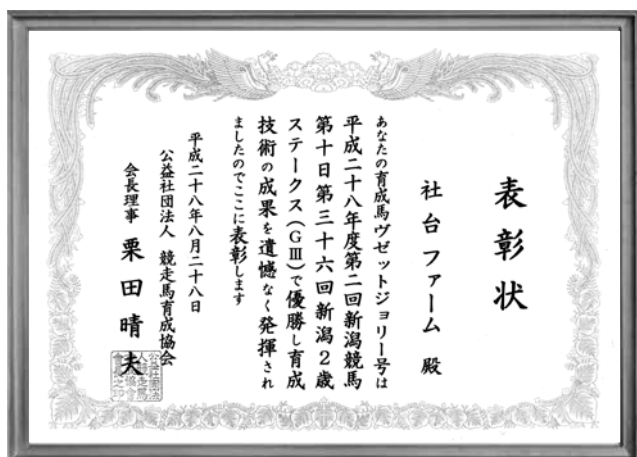 表彰状
社台ファーム 殿
あなたの育成馬ヴゼットジョリー号は
平成二十八年度第二回新潟競馬
第十日第三十六回新潟2歳
ステークス(GⅢ)で優勝し育成
技術の成果を遺憾なく発揮され
ましたのでここに表彰します
平成二十八年八月二十八日
公益社団法人 競走馬育成協会
会長理事 栗田晴夫